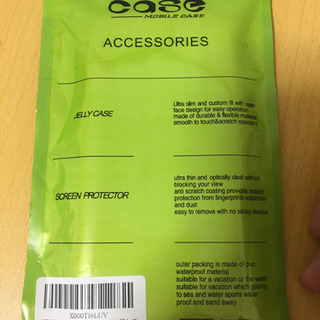 case
MOBILE CASE
ACCESSORIES
JELLY CASE
Ultra slim and custom fit with open
face design for easy operation
made of durable & flexible material
smooth to touch&scratch resistant
SCREEN PROTECTOR
ultra thin and optically clear without
blocking your view
anti scratch coating provides
protection from fingerprints scratches
and dust
easy to remove with no sticky
outer packing is made of pvc
waterproof material
suitable for a vacation or the water
suitable for vacation which going
to sea and water sports water
proof and sand away